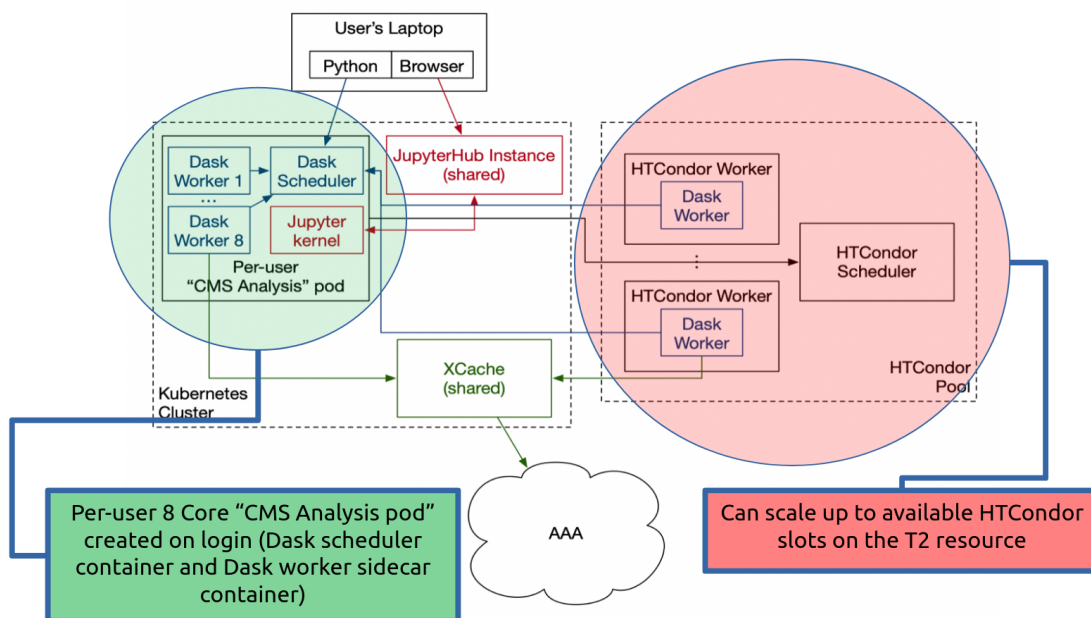 User's Laptop
Python
Browser
Dask
Worker 1
...
Dask
Worker 8
Dask
Scheduler
Jupyter
kernel
Per-user
“CMS Analysis” pod
JupyterHub Instance
(shared)
HTCondor Worker
Dask
Worker
...
HTCondor Worker
Dask
Worker
HTCondor
Scheduler
XCache
(shared)
Kubernetes
Cluster
HTCondor
Pool
AAA
Per-user 8 Core “CMS Analysis pod”
created on login (Dask scheduler
container and Dask worker sidecar
container)
Can scale up to available HTCondor
slots on the T2 resource